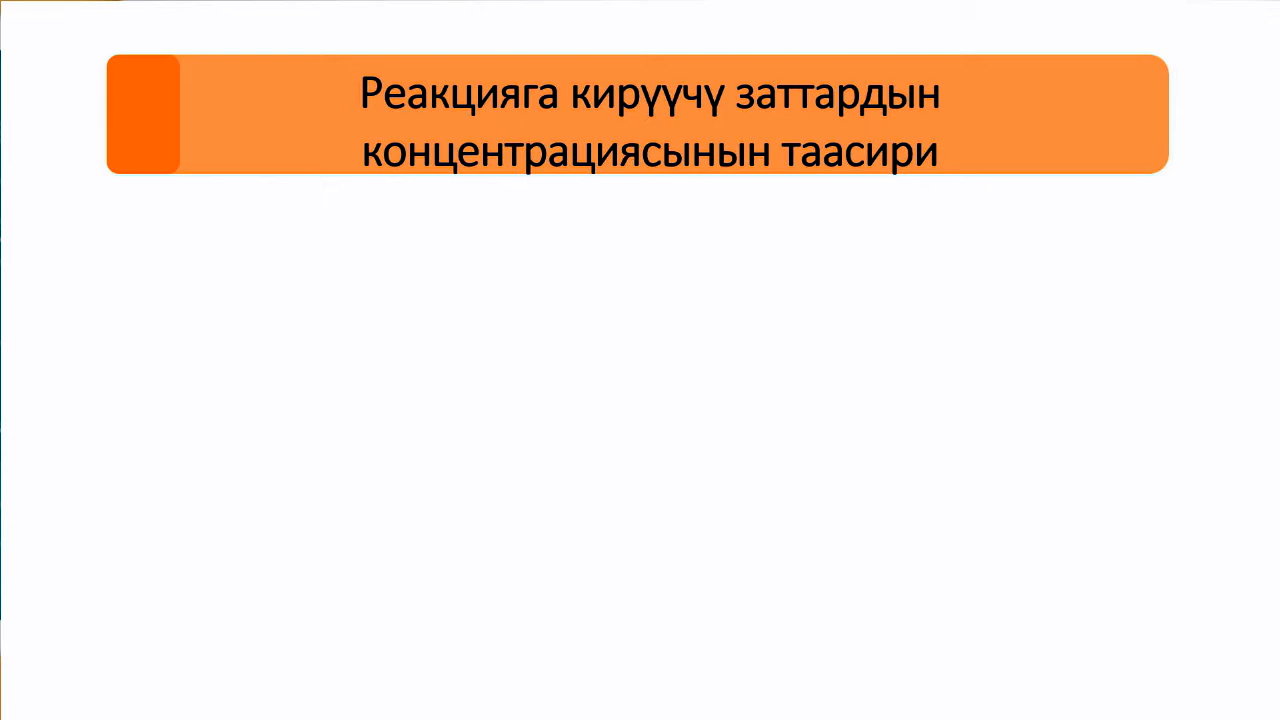 Реакцияга кирүүчү заттардын
концентрациясынын таасири